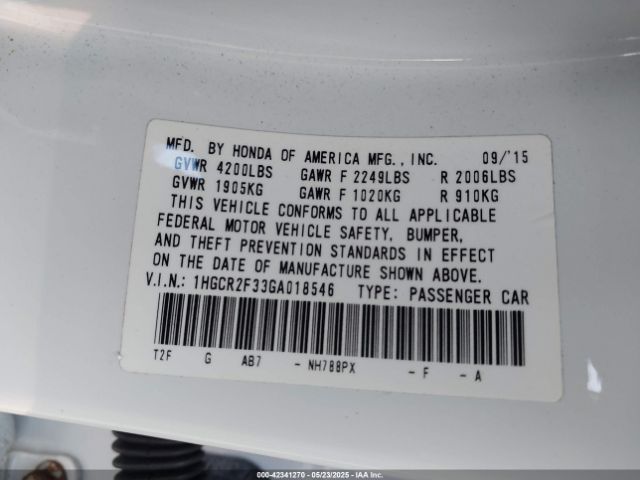 MFD. BY HONDA OF AMERICA MFG., INC. 09/'15
GVWR 4200LBS GAWR F 2249LBS R 2006LBS
GVWR 1905KG GAWR F 1020KG R 910KG
THIS VEHICLE CONFORMS TO ALL APPLICABLE
FEDERAL MOTOR VEHICLE SAFETY, BUMPER,
AND THEFT PREVENTION STANDARDS IN EFFECT
ON THE DATE OF MANUFACTURE SHOWN ABOVE.
V.I.N.: 1HGCR2F33GA018546 TYPE: PASSENGER CAR
T2F G AB7 - NH788PX - F - A
000-42341270 - 05/23/2025 - IAA Holdings, LLC.